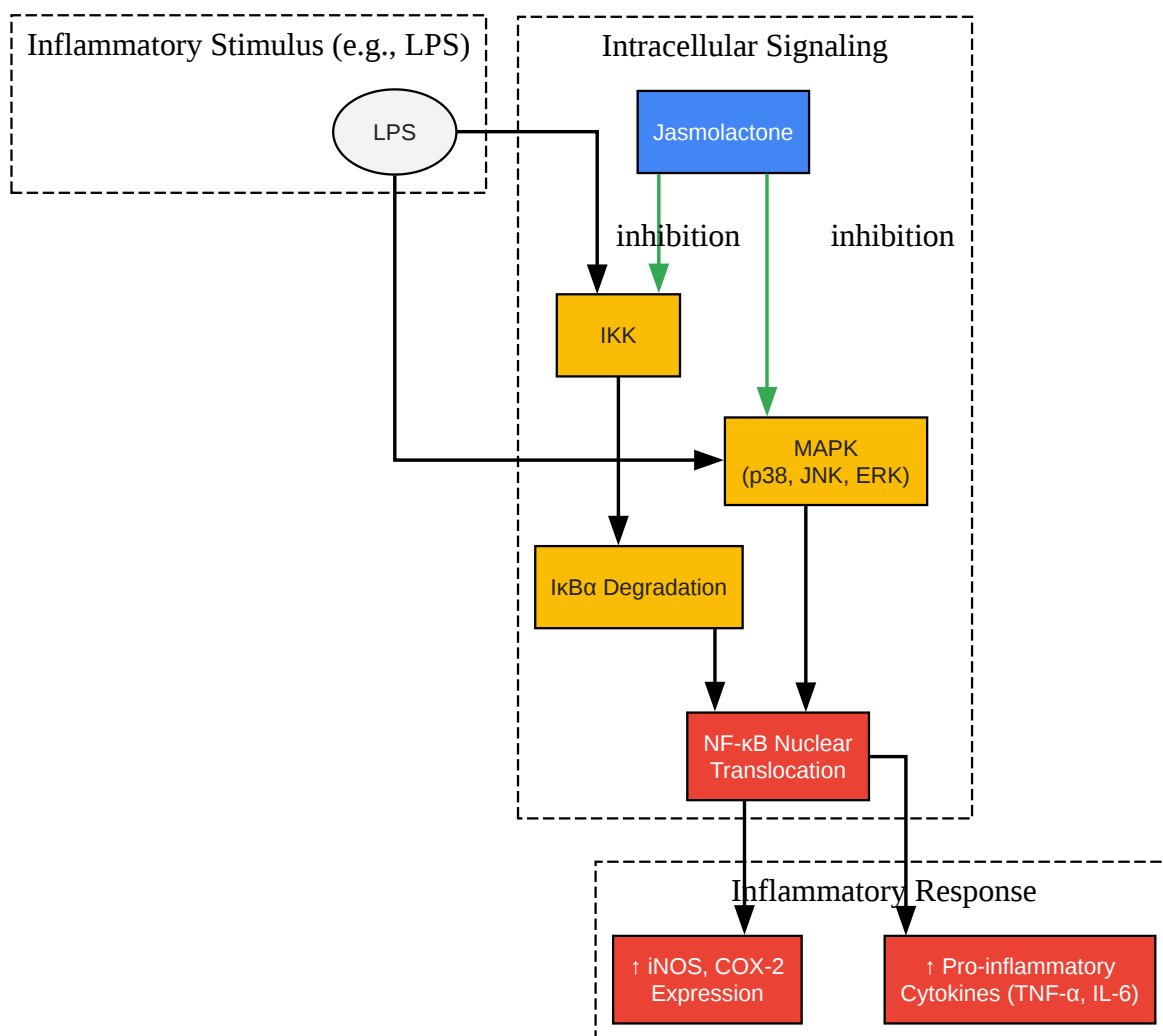 Inflammatory Stimulus (e.g., LPS)
Intracellular Signaling
LPS
Jasmolactone
inhibition
inhibition
IKK
MAPK
(p38, JNK, ERK)
IκBα Degradation
NF-κB Nuclear
Translocation
Inflammatory Response
↑ iNOS, COX-2
Expression
↑ Pro-inflammatory
Cytokines (TNF-α, IL-6)